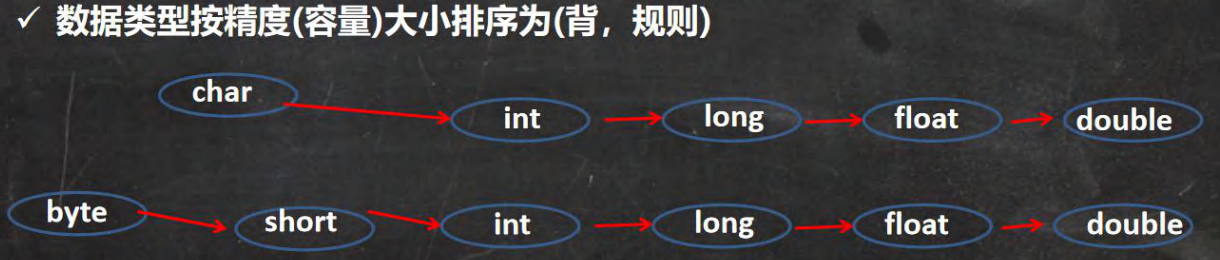 ✓ 数据类型按精度(容量)大小排序为(背，规则)
char int long float double
byte short int long float double